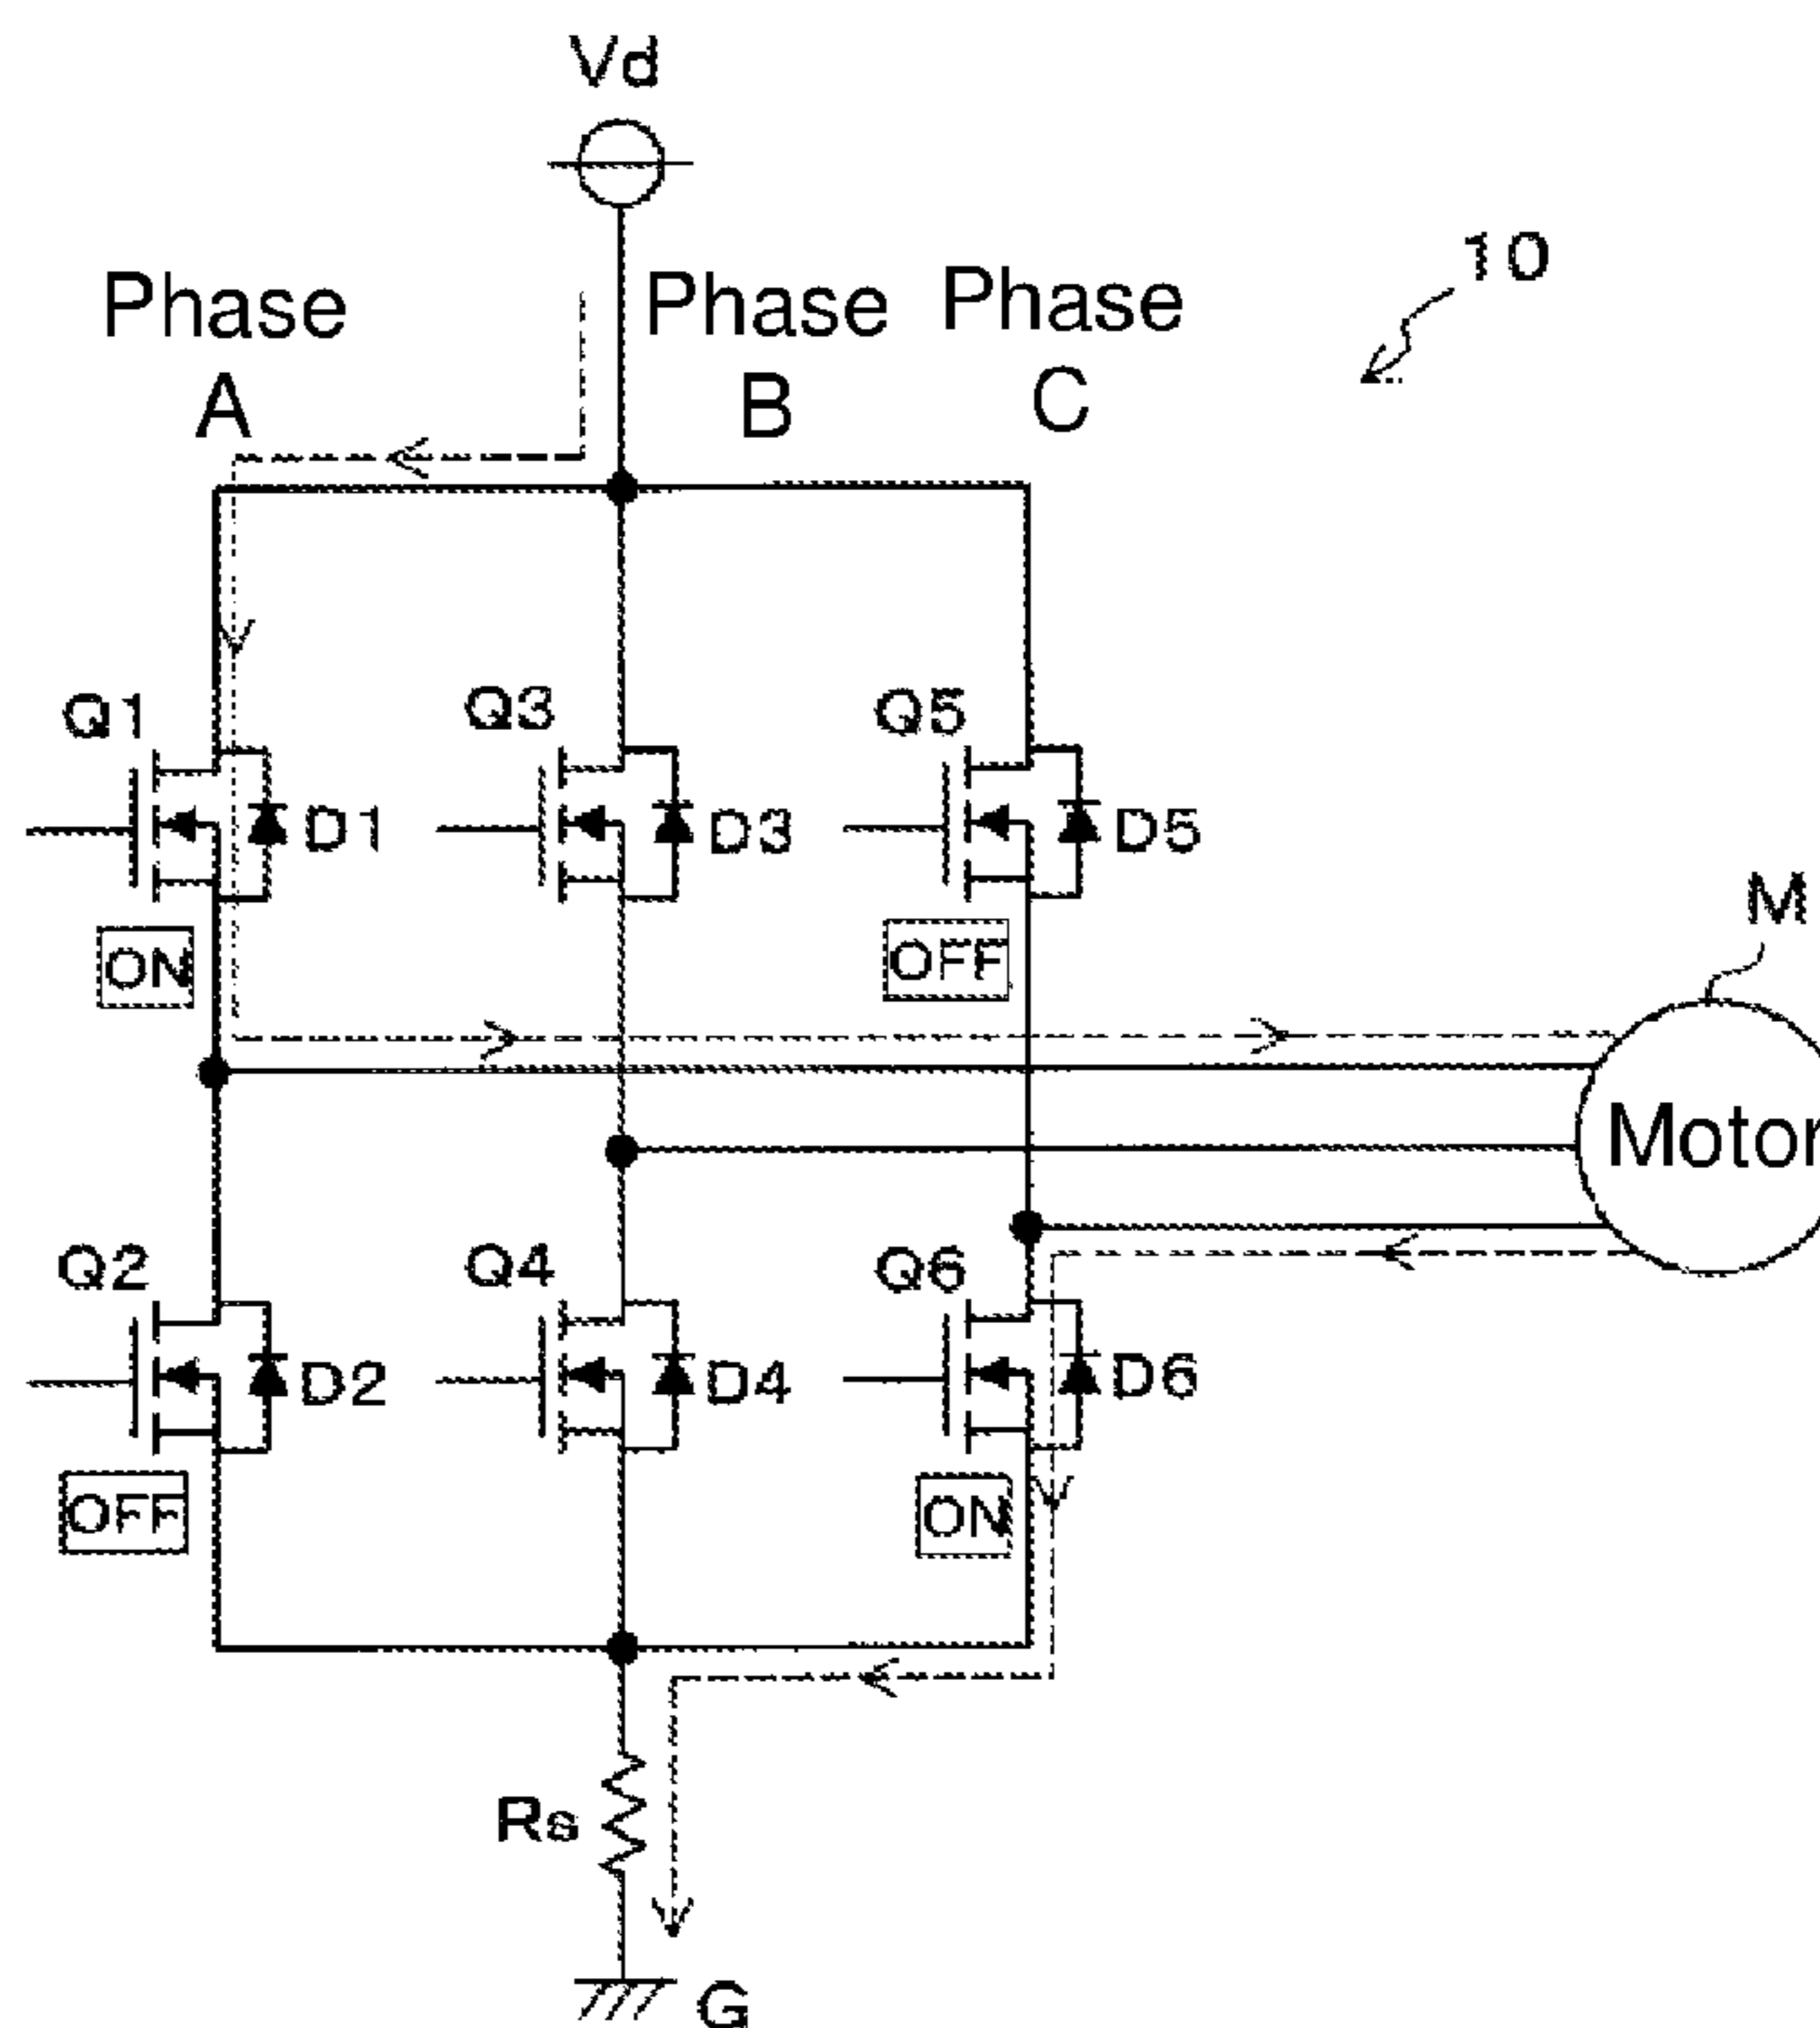 Vd
10
Phase A
Phase B
Phase C
Q1
Q3
Q5
D1
D3
D5
ON
OFF
M
Motor
Q2
Q4
Q6
D2
D4
D6
OFF
ON
Rs
G